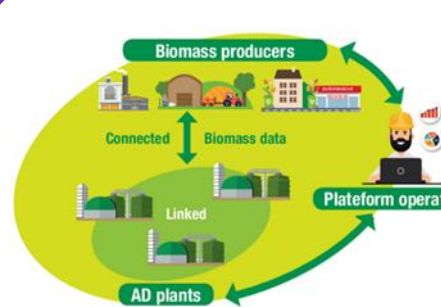 Biomass producers
Connected
Biomass data
Linked
Plateform operat
AD plants